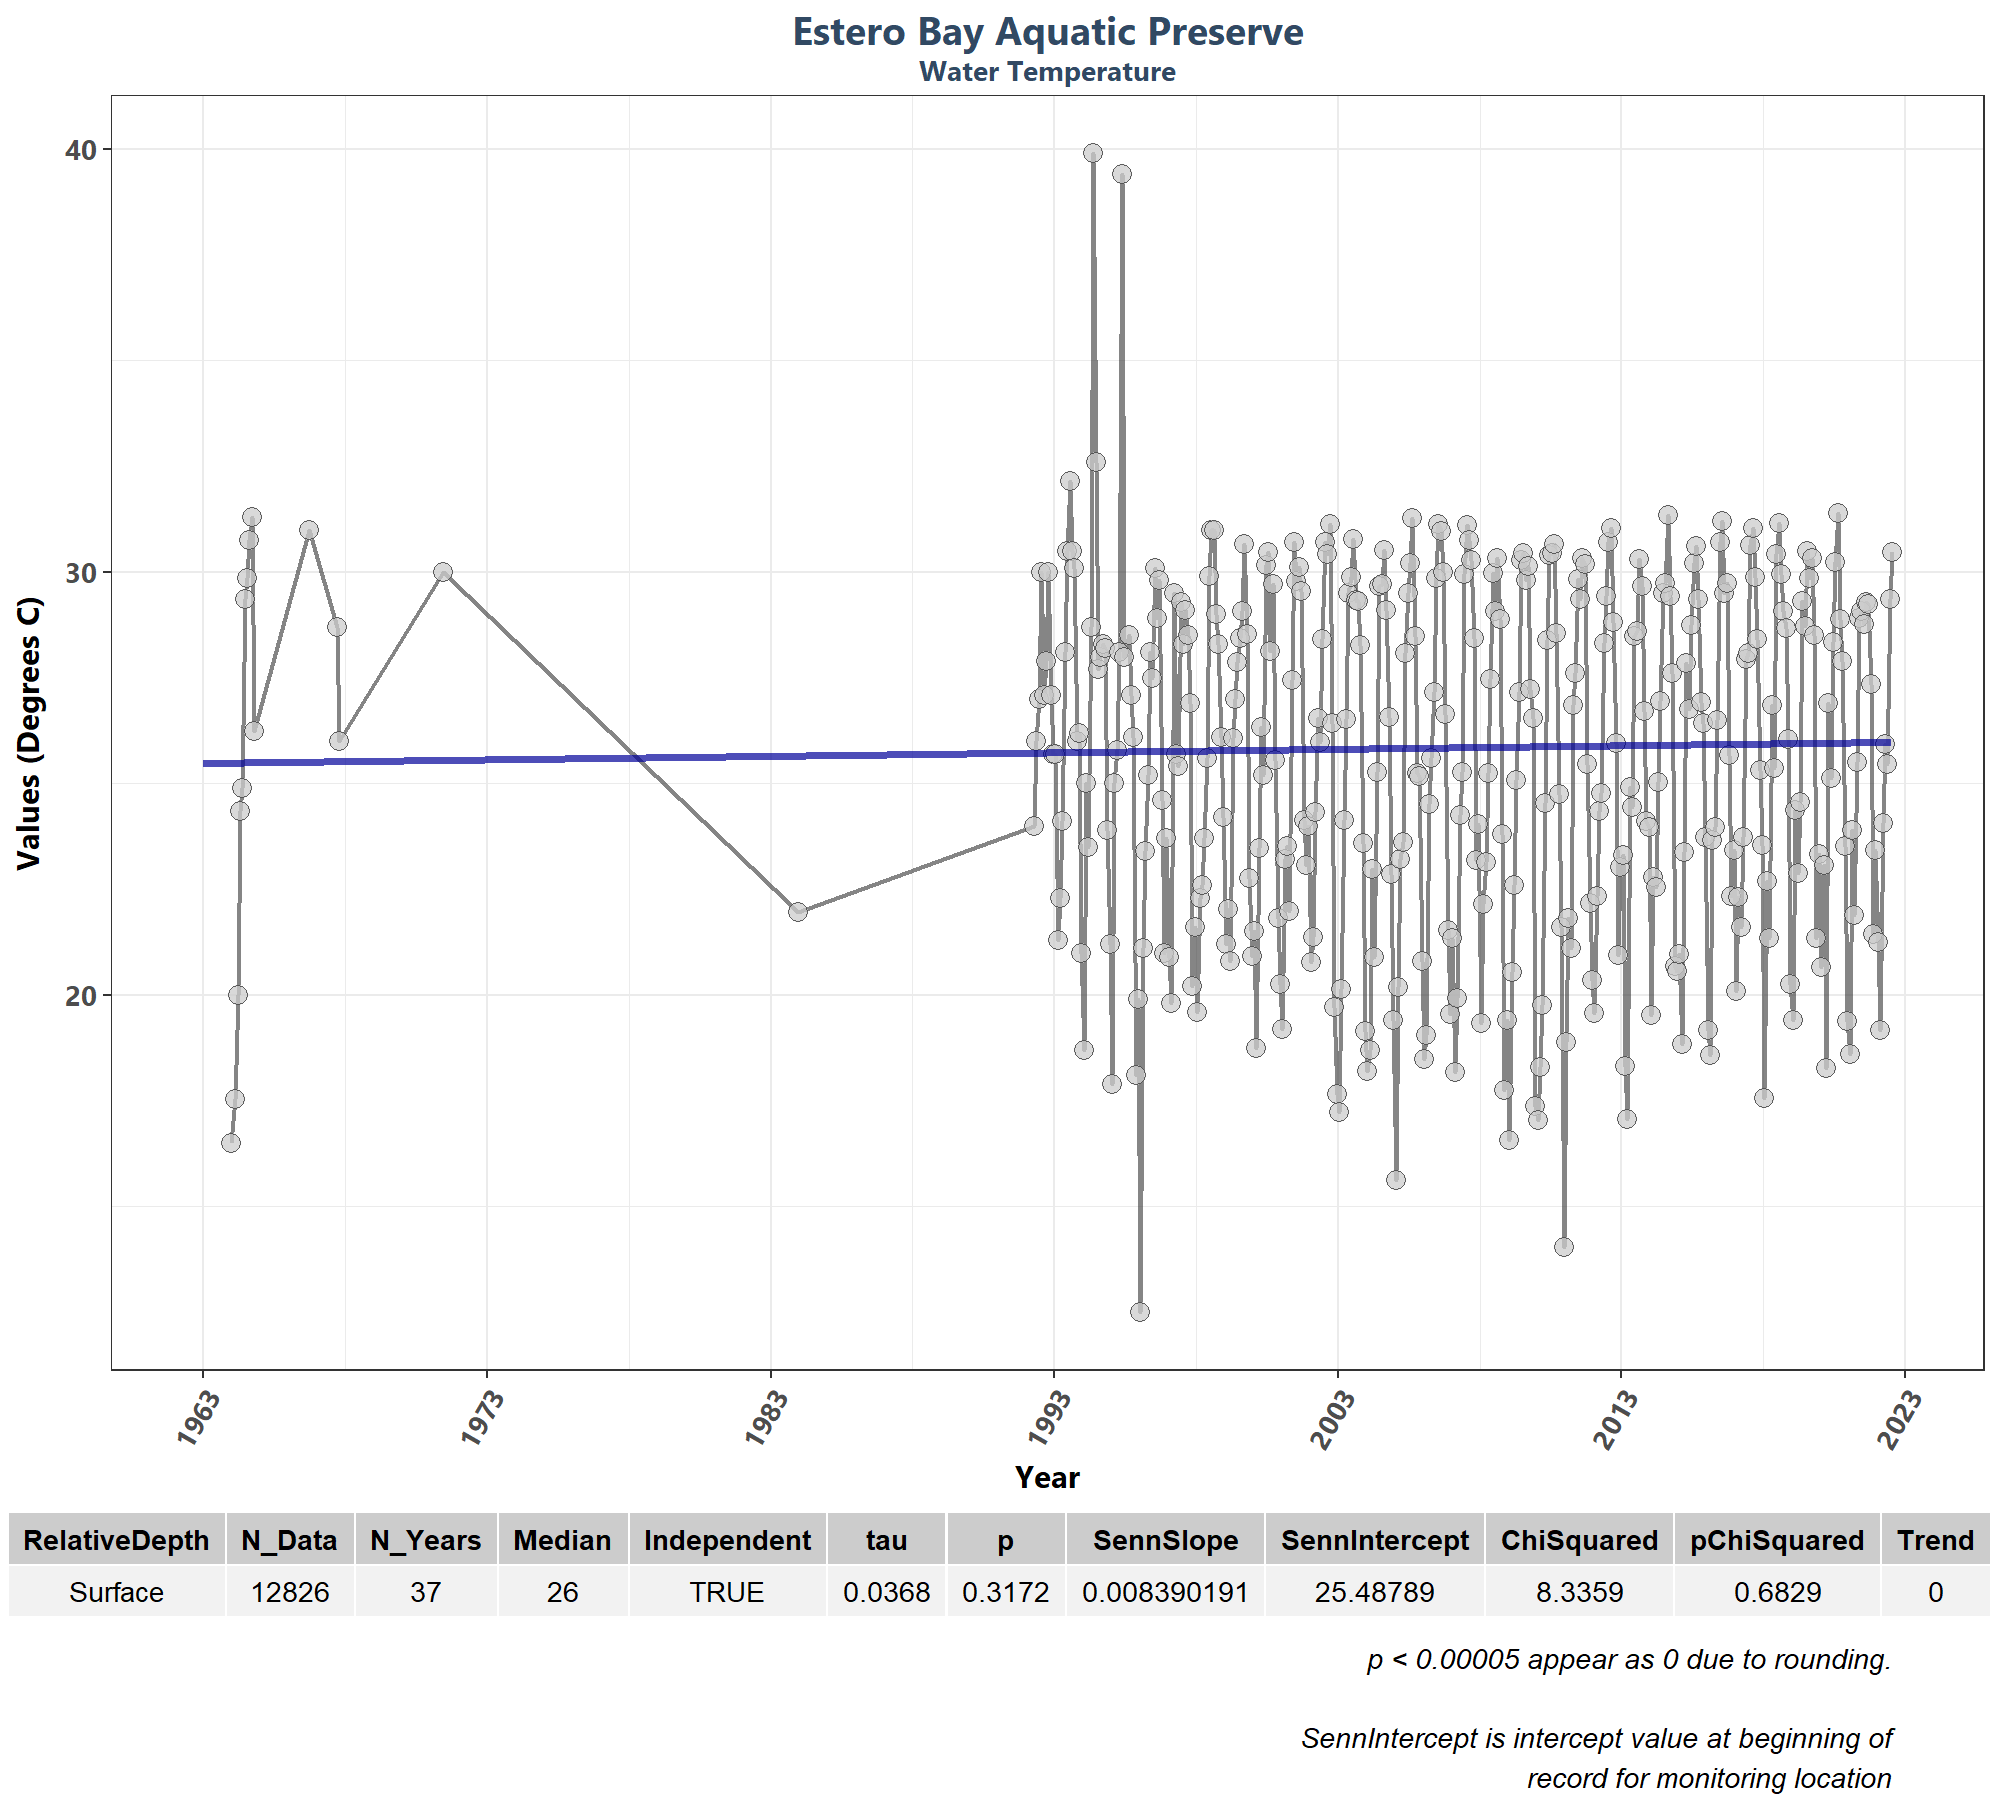 Estero Bay Aquatic Preserve
Water Temperature
Values (Degrees C)
40
30
20
1963
1973
1983
1993
2003
2013
2023
Year
RelativeDepth N_Data N_Years Median Independent tau p SennSlope SennIntercept ChiSquared pChiSquared Trend
Surface 12826 37 26 TRUE 0.0368 0.3172 0.008390191 25.48789 8.3359 0.6829 0
p < 0.00005 appear as 0 due to rounding.
SennIntercept is intercept value at beginning of
record for monitoring location